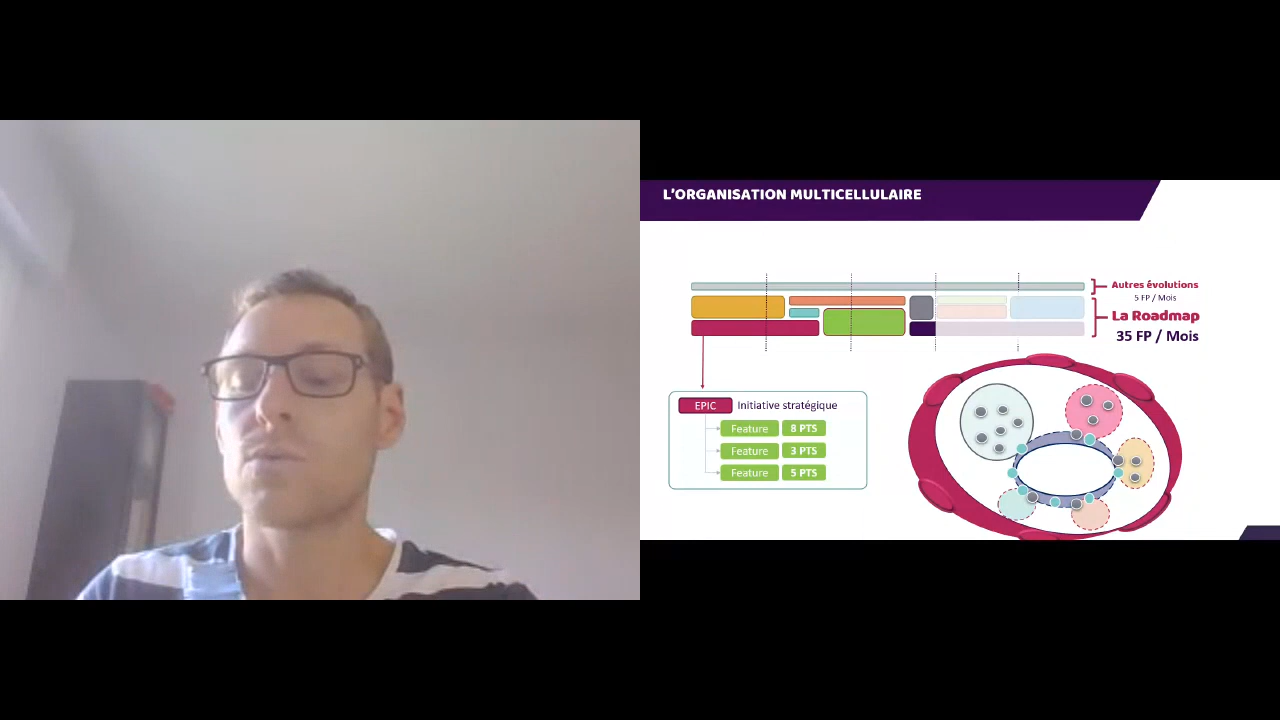 L'ORGANISATION MULTICELLULAIRE
Autres évolutions
5 FP / Mois
La Roadmap
35 FP / Mois
EPIC Initiative stratégique
Feature 8 PTS
Feature 3 PTS
Feature 5 PTS